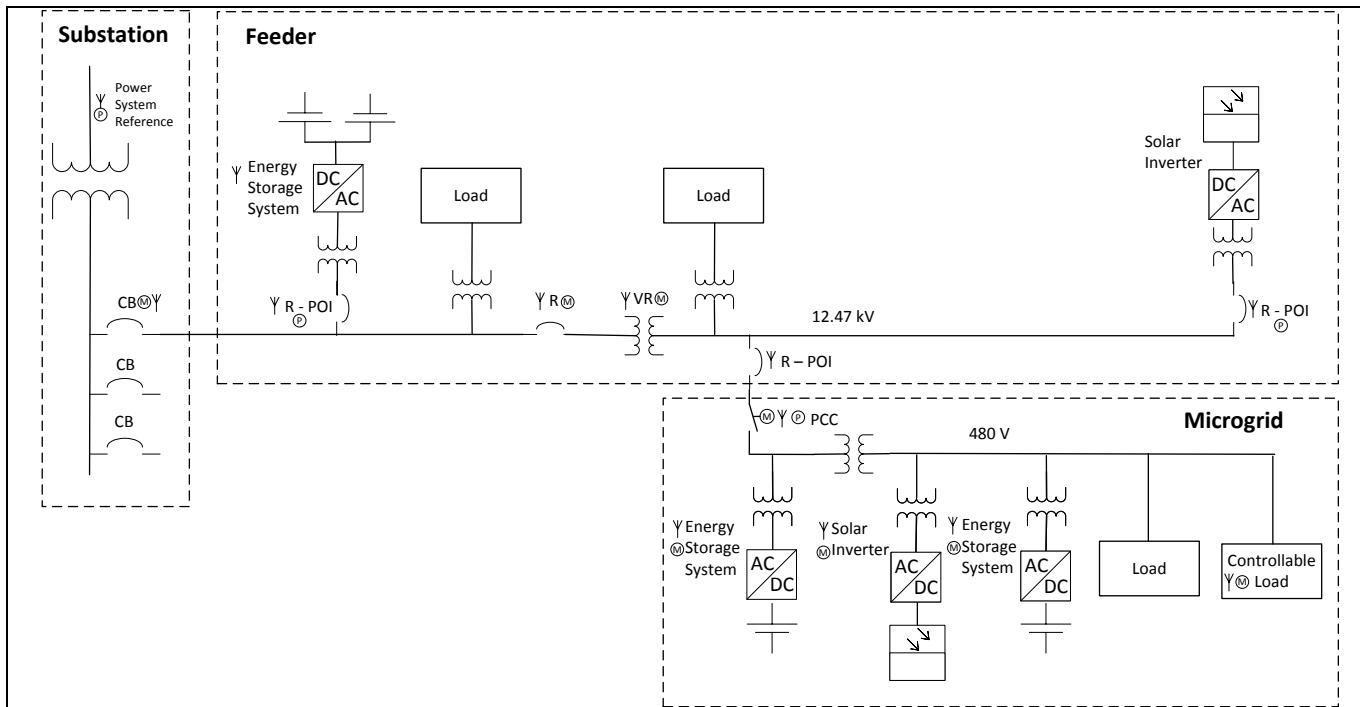 Substation
Power
System
Reference
P
CB M
CB
CB
Feeder
Energy
Storage
System
DC
AC
R - POI
P
Load
R M
VR M
Load
12.47 kV
Solar
Inverter
DC
AC
R - POI
P
R – POI
M P PCC
Microgrid
480 V
Energy
M Storage
System
AC
DC
Solar
M Inverter
AC
DC
Energy
M Storage
System
AC
DC
Load
Controllable
M Load